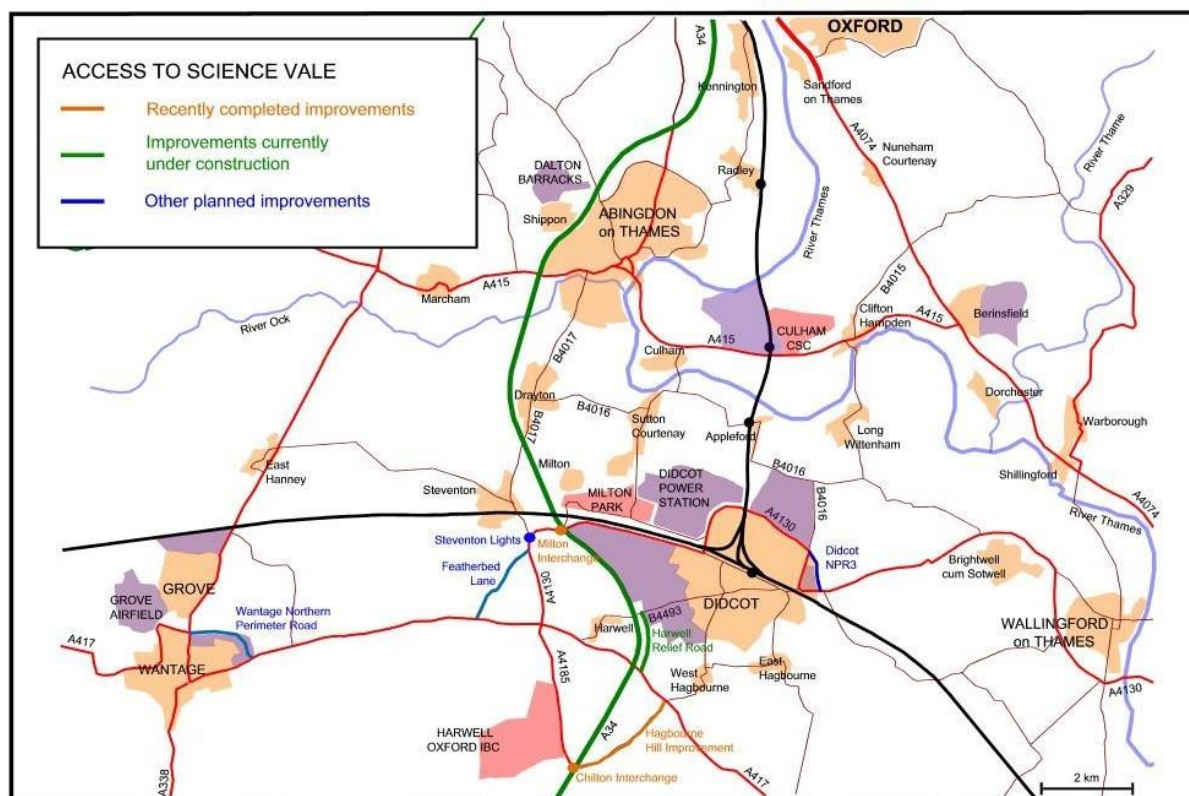 ACCESS TO SCIENCE VALE
Recently completed improvements
Improvements currently
under construction
Other planned improvements
A34
OXFORD
Kennington
Sandford
on Thames
A4074
Nuneham
Courtenay
River Thame
A329
DALTON
BARRACKS
Radley
Shippon
ABINGDON
on THAMES
River Thames
B4015
Marcham
A415
River Ock
B4017
Clifton
Hampden
A415
Berinsfield
CULHAM
CSC
A415
Culham
Drayton
B4017
B4016
Sutton
Courtenay
Appleford
Long
Wittenham
Dorchester
Warborough
East
Hanney
Milton
Steventon
DIDCOT
POWER
STATION
MILTON
PARK
B4016
B4016
Shillingford
A4074
River Thames
A4130
Steventon Lights
Milton
Interchange
Didcot
NPR3
Brightwell
cum Sotwell
Featherbed
Lane
A4130
GROVE
GROVE
AIRFIELD
Wantage Northern
Perimeter Road
B4493
DIDCOT
Harwell
Harwell
Relief Road
WALLINGFORD
on THAMES
A417
WANTAGE
A4185
West
Hagbourne
East
Hagbourne
A4130
HARWELL
OXFORD IBC
A34
Hagbourne
Hill Improvement
Chilton Interchange
A417
A338
2 km